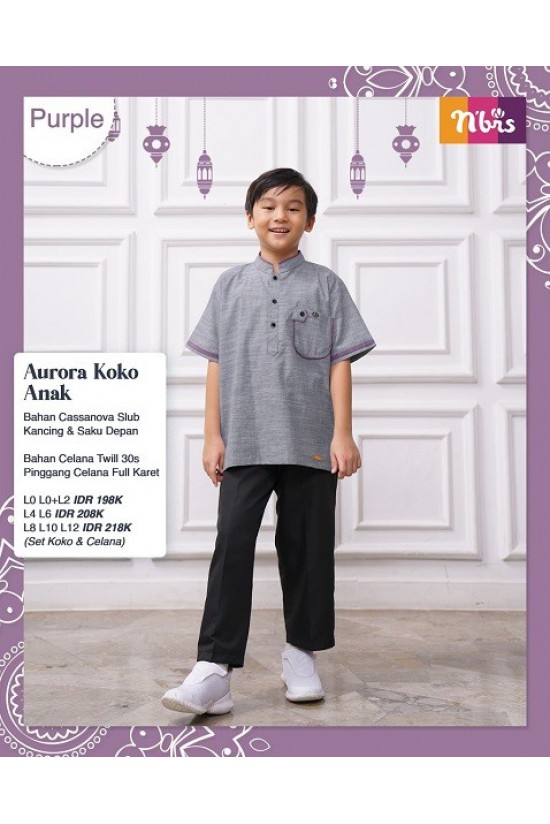 Purple
N'brs
Aurora Koko
Anak
Bahan Cassanova Slub
Kancing & Saku Depan
Bahan Celana Twill 30s
Pinggang Celana Full Karet
L0 L0+L2 IDR 198K
L4 L6 IDR 208K
L8 L10 L12 IDR 218K
(Set Koko & Celana)